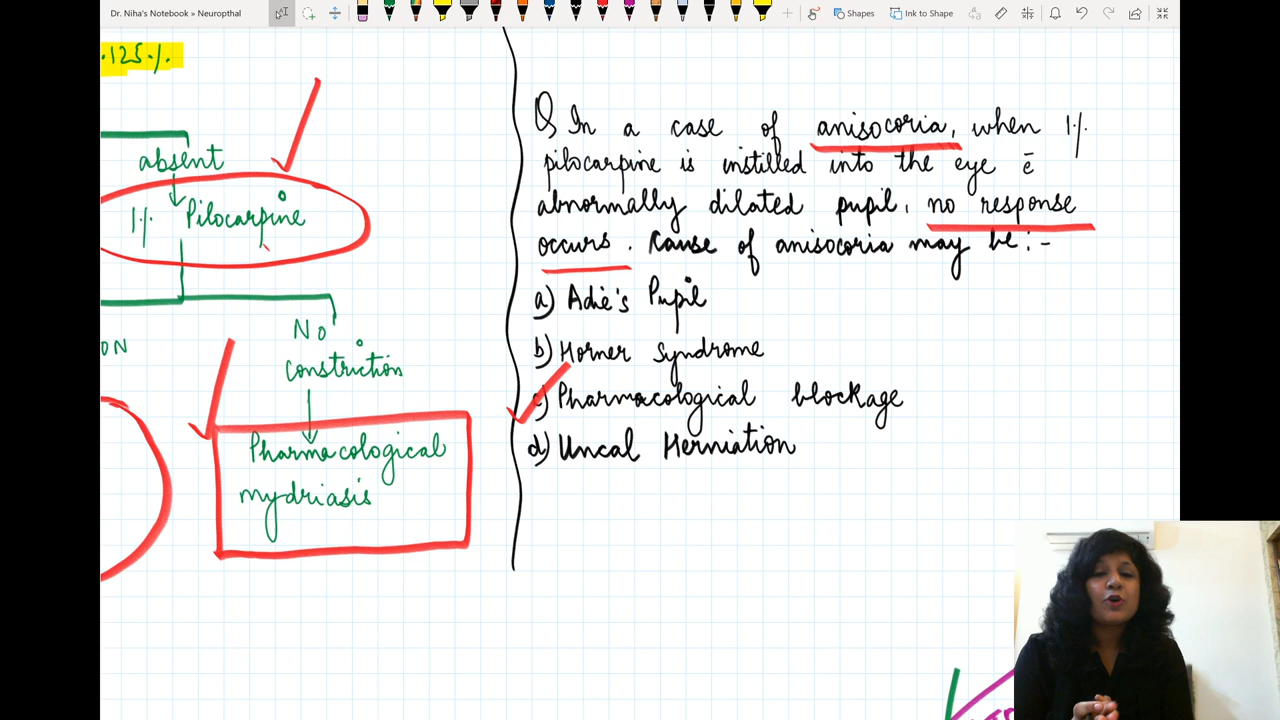 Dr. Niha's Notebook » Neuropthal
Shapes
Ink to Shape
.125 %.
absent
1% Pilocarpine
ON
No
constriction
Pharmacological
mydriasis
Q In a case of anisocoria, when 1%
pilocarpine is instilled into the eye c̄
abnormally dilated pupil, no response
occurs. Cause of anisocoria may be:-
a) Adie's Pupil
b) Horner Syndrome
c) Pharmacological blockage
d) Uncal Herniation